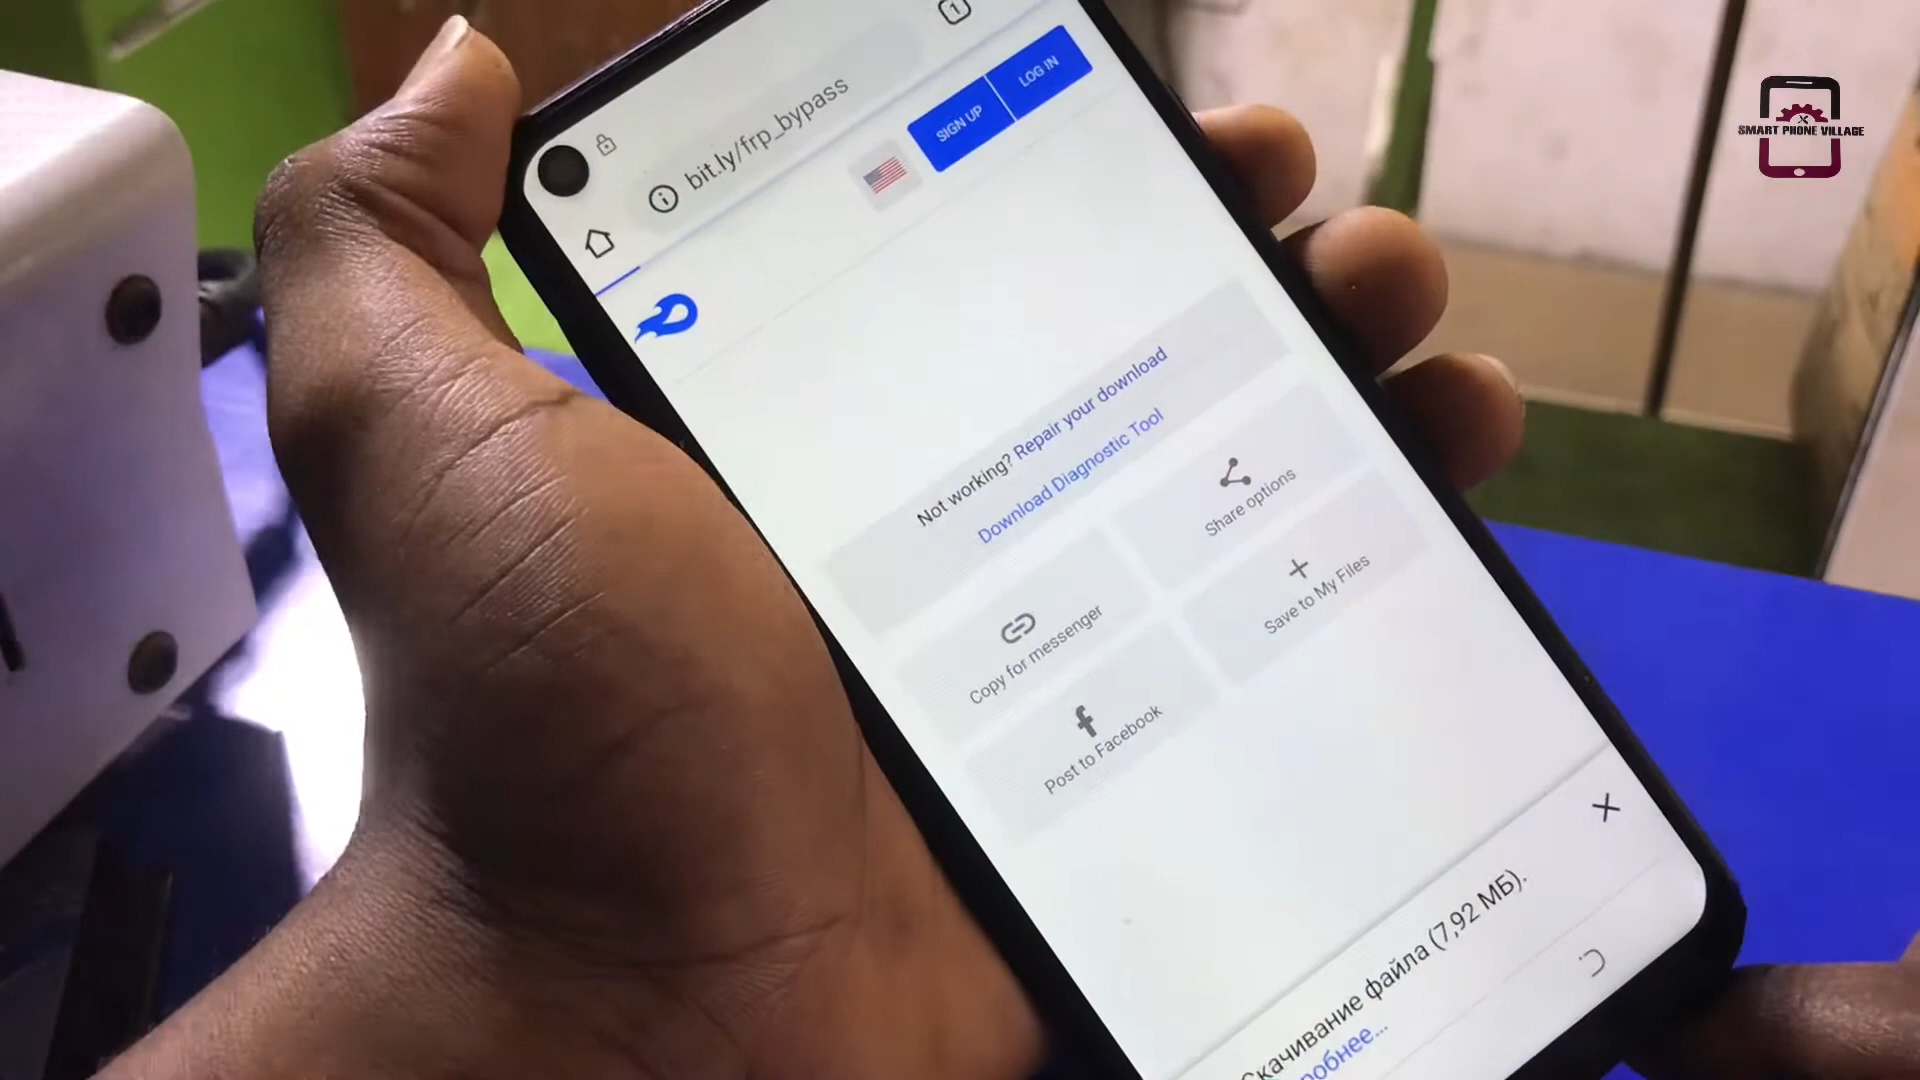 1
bit.ly/frp_bypass
SIGN UP
LOG IN
SMART PHONE VILLAGE
Not working? Repair your download
Download Diagnostic Tool
Share options
Copy for messenger
Save to My Files
Post to Facebook
Скачивание файла (7,92 МБ).